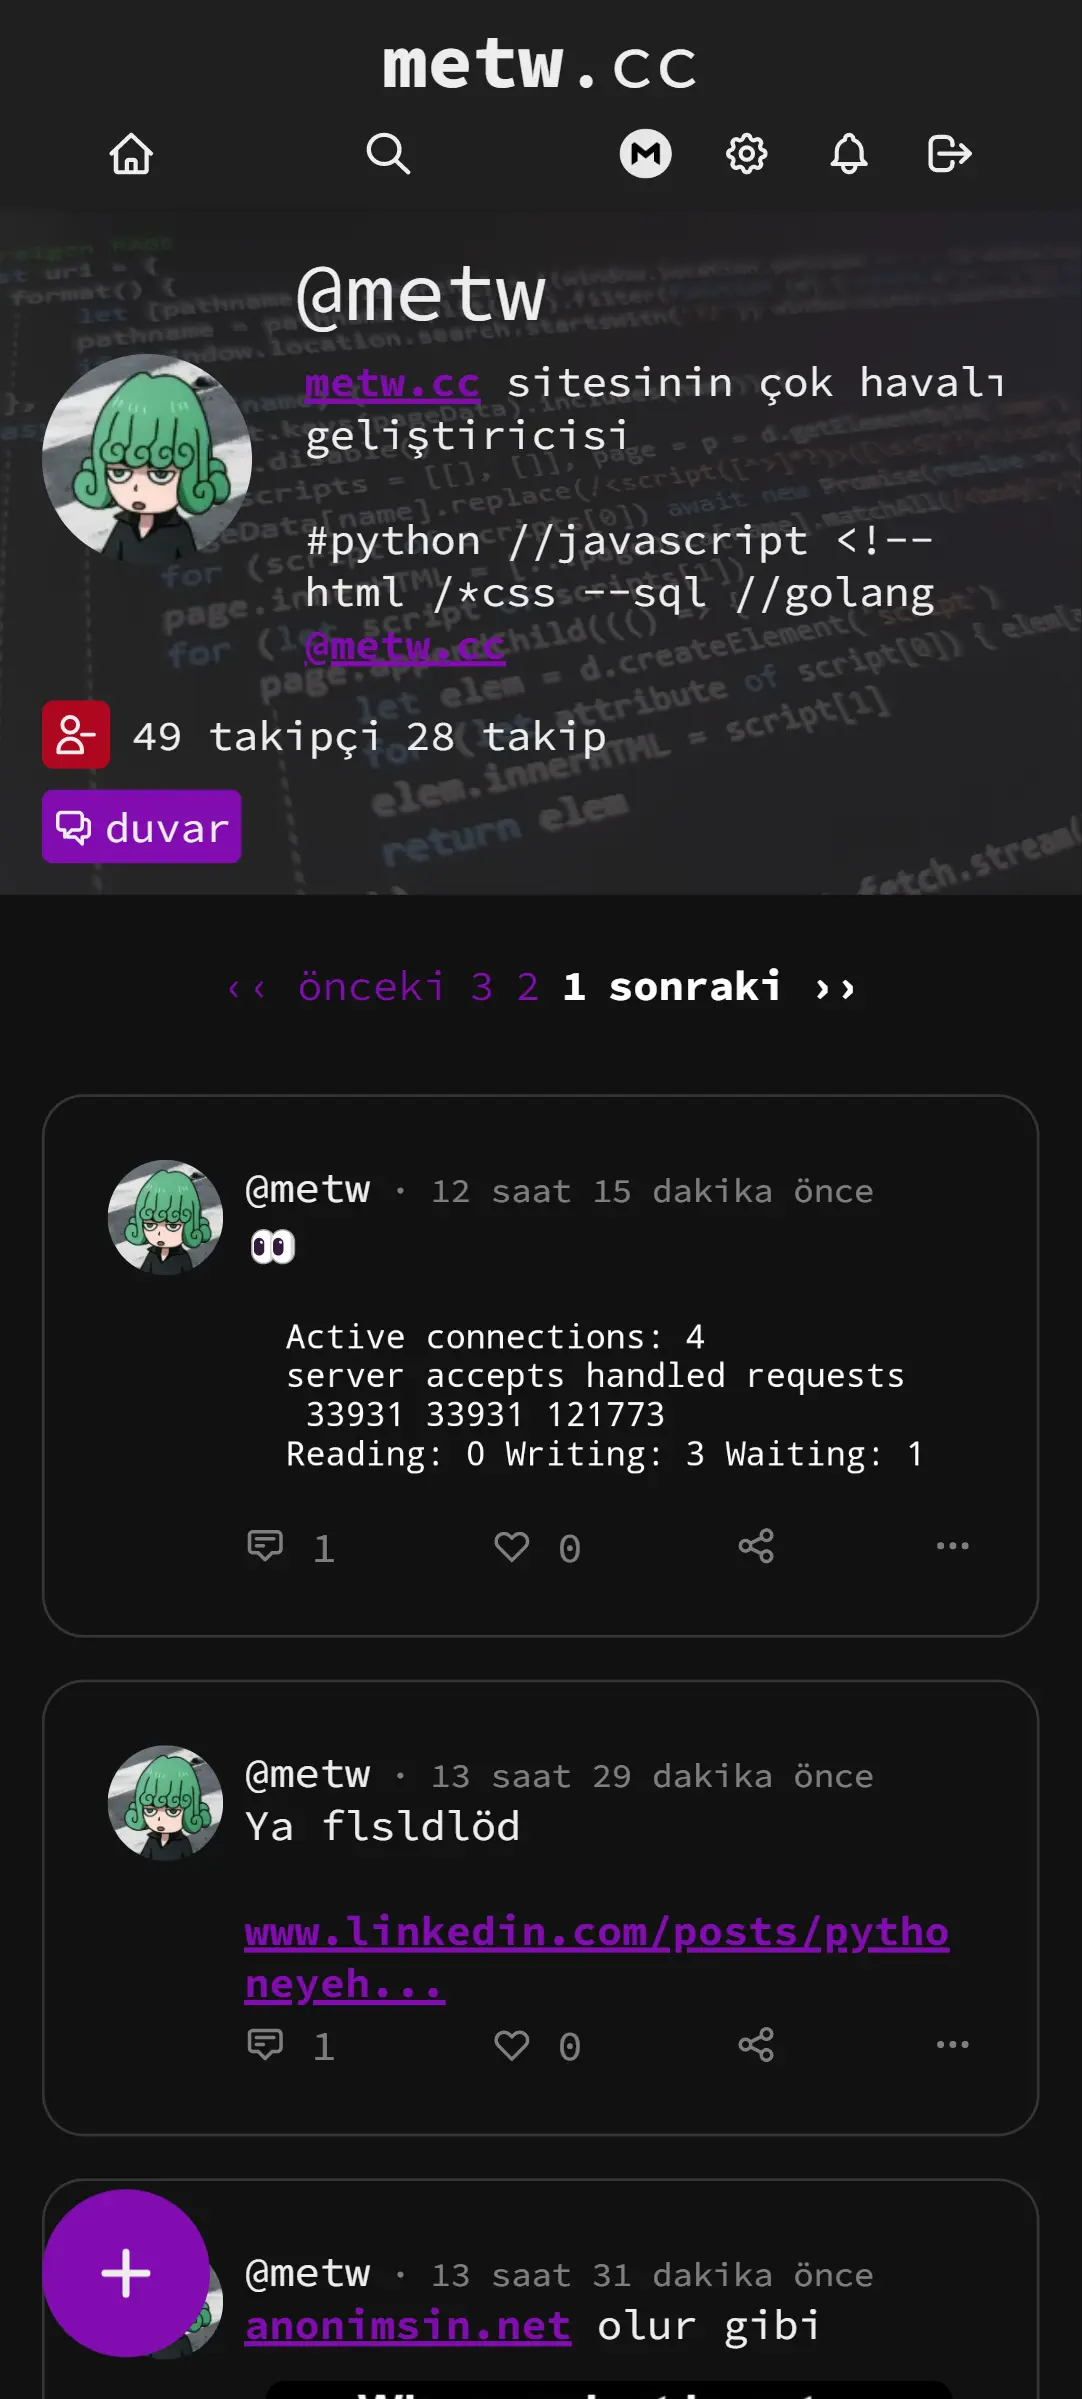 metw.cc
@metw
metw.cc sitesinin çok havalı
geliştiricisi
#python //javascript <!--
html /*css --sql //golang
@metw.cc
49 takipçi 28 takip
duvar
‹‹ önceki 3 2 1 sonraki ››
@metw · 12 saat 15 dakika önce
👀
Active connections: 4
server accepts handled requests
33931 33931 121773
Reading: 0 Writing: 3 Waiting: 1
1 0
@metw · 13 saat 29 dakika önce
Ya flsldlöd
www.linkedin.com/posts/pytho
neyeh...
1 0
@metw · 13 saat 31 dakika önce
anonimsin.net olur gibi